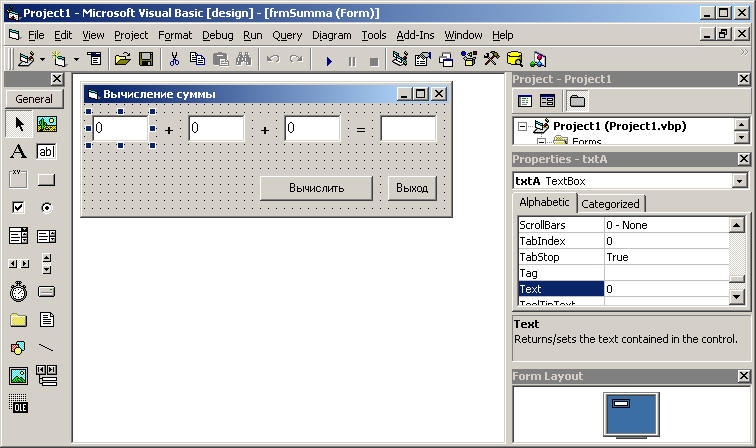 Project1 - Microsoft Visual Basic [design] - [frmSumma (Form)]
File Edit View Project Format Debug Run Query Diagram Tools Add-Ins Window Help
General
A
ab
xy
OLE
Вычисление суммы
0 + 0 + 0 =
Вычислить Выход
Project - Project1
Project1 (Project1.vbp)
Forms
Properties - txtA
txtA TextBox
Alphabetic Categorized
ScrollBars 0 - None
TabIndex 0
TabStop True
Tag
Text 0
ToolTipText
Text
Returns/sets the text contained in the control.
Form Layout